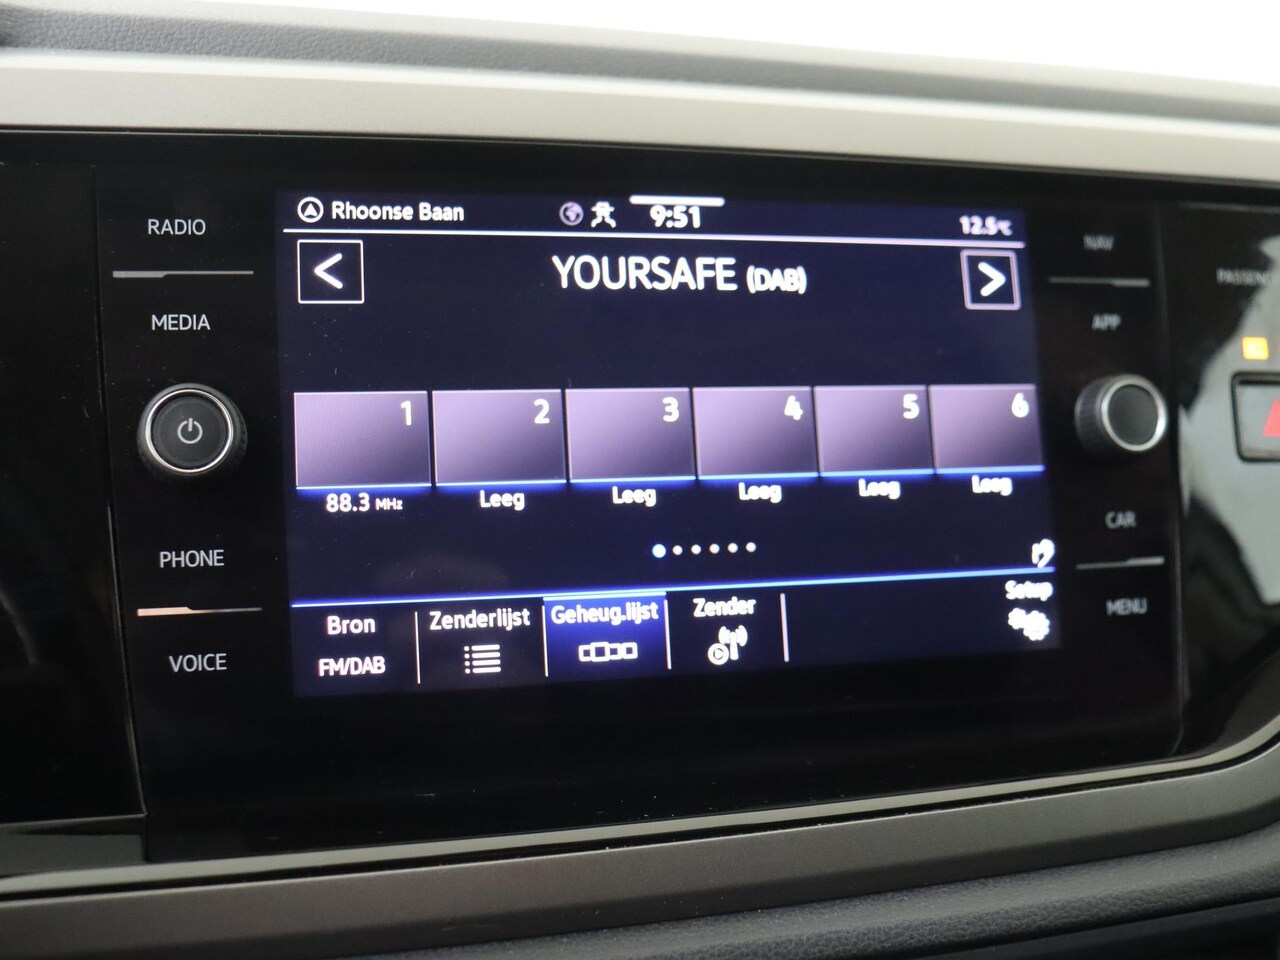 Rhoonse Baan
9:51
12.5°C
RADIO
MEDIA
PHONE
VOICE
<
YOURSAFE (DAB)
>
1
2
3
4
5
6
88.3 MHz
Leeg
Leeg
Leeg
Leeg
Leeg
Bron
FM/DAB
Zenderlijst
Geheug.lijst
Zender
Setup
NAV
APP
CAR
MENU